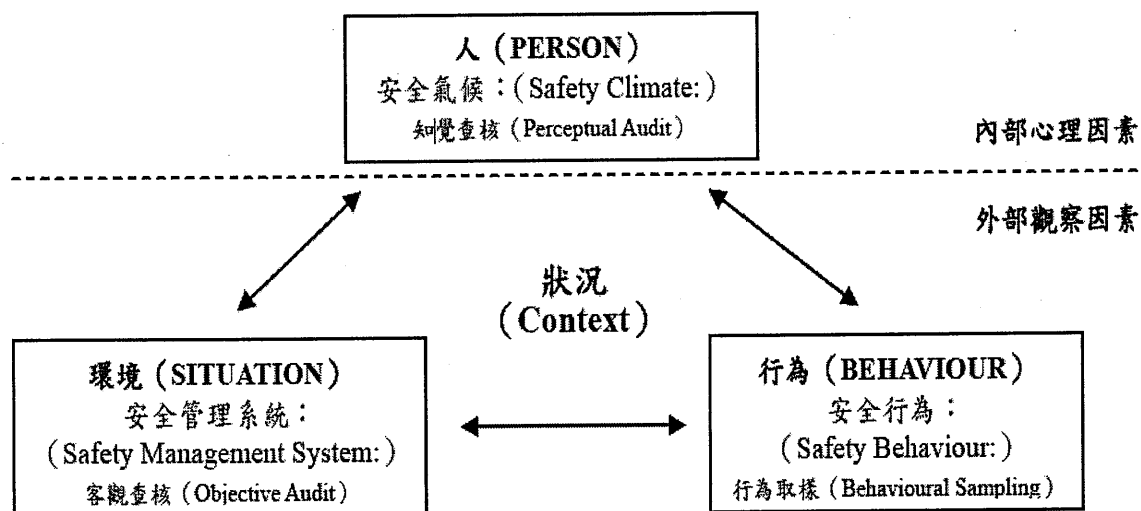 人（PERSON）
安全氣候：（Safety Climate:）
知覺查核（Perceptual Audit）
內部心理因素
外部觀察因素
狀況
（Context）
環境（SITUATION）
安全管理系統：
（Safety Management System:）
客觀查核（Objective Audit）
行為（BEHAVIOUR）
安全行為：
（Safety Behaviour:）
行為取樣（Behavioural Sampling）